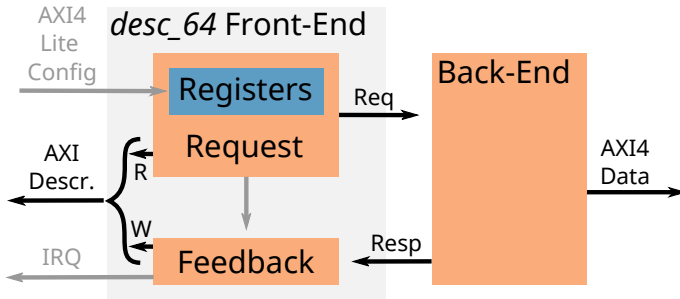 AXI4
Lite
Config
desc_64 Front-End
Registers
Request
Req
Back-End
AXI
Descr.
R
W
AXI4
Data
IRQ
Feedback
Resp